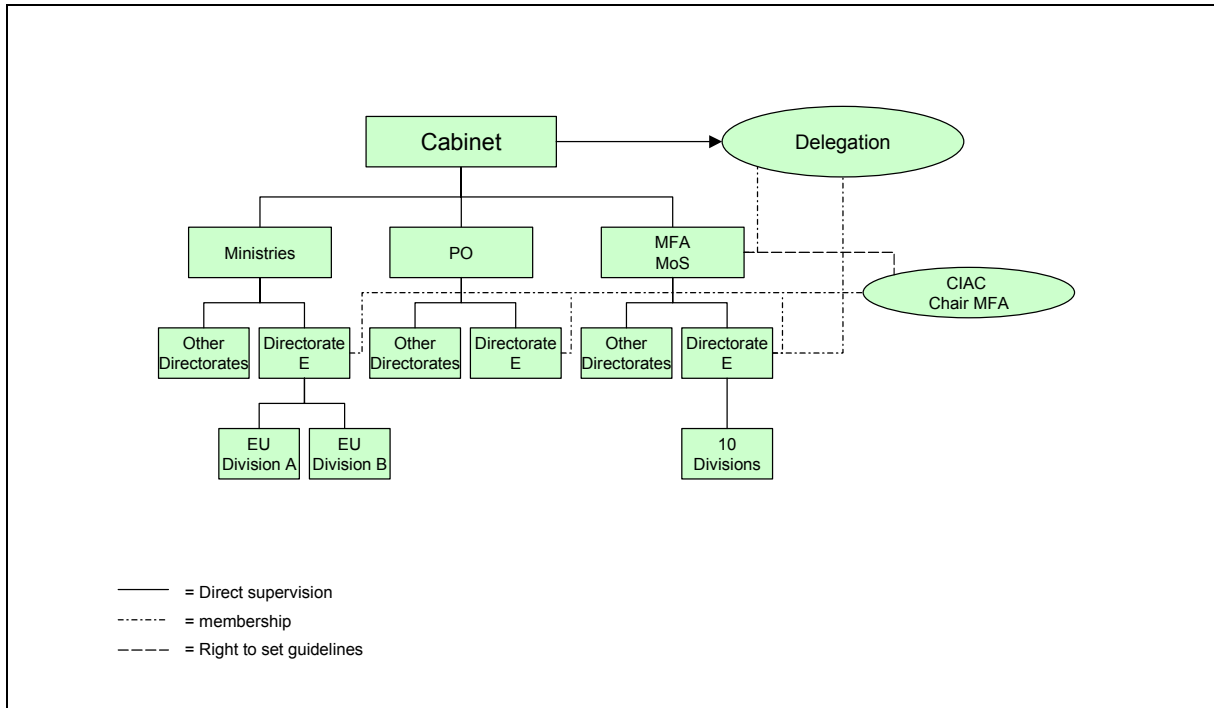 Cabinet
Delegation
Ministries
PO
MFA
MoS
CIAC
Chair MFA
Other
Directorates
Directorate
E
Other
Directorates
Directorate
E
Other
Directorates
Directorate
E
EU
Division A
EU
Division B
10
Divisions
= Direct supervision
= membership
= Right to set guidelines